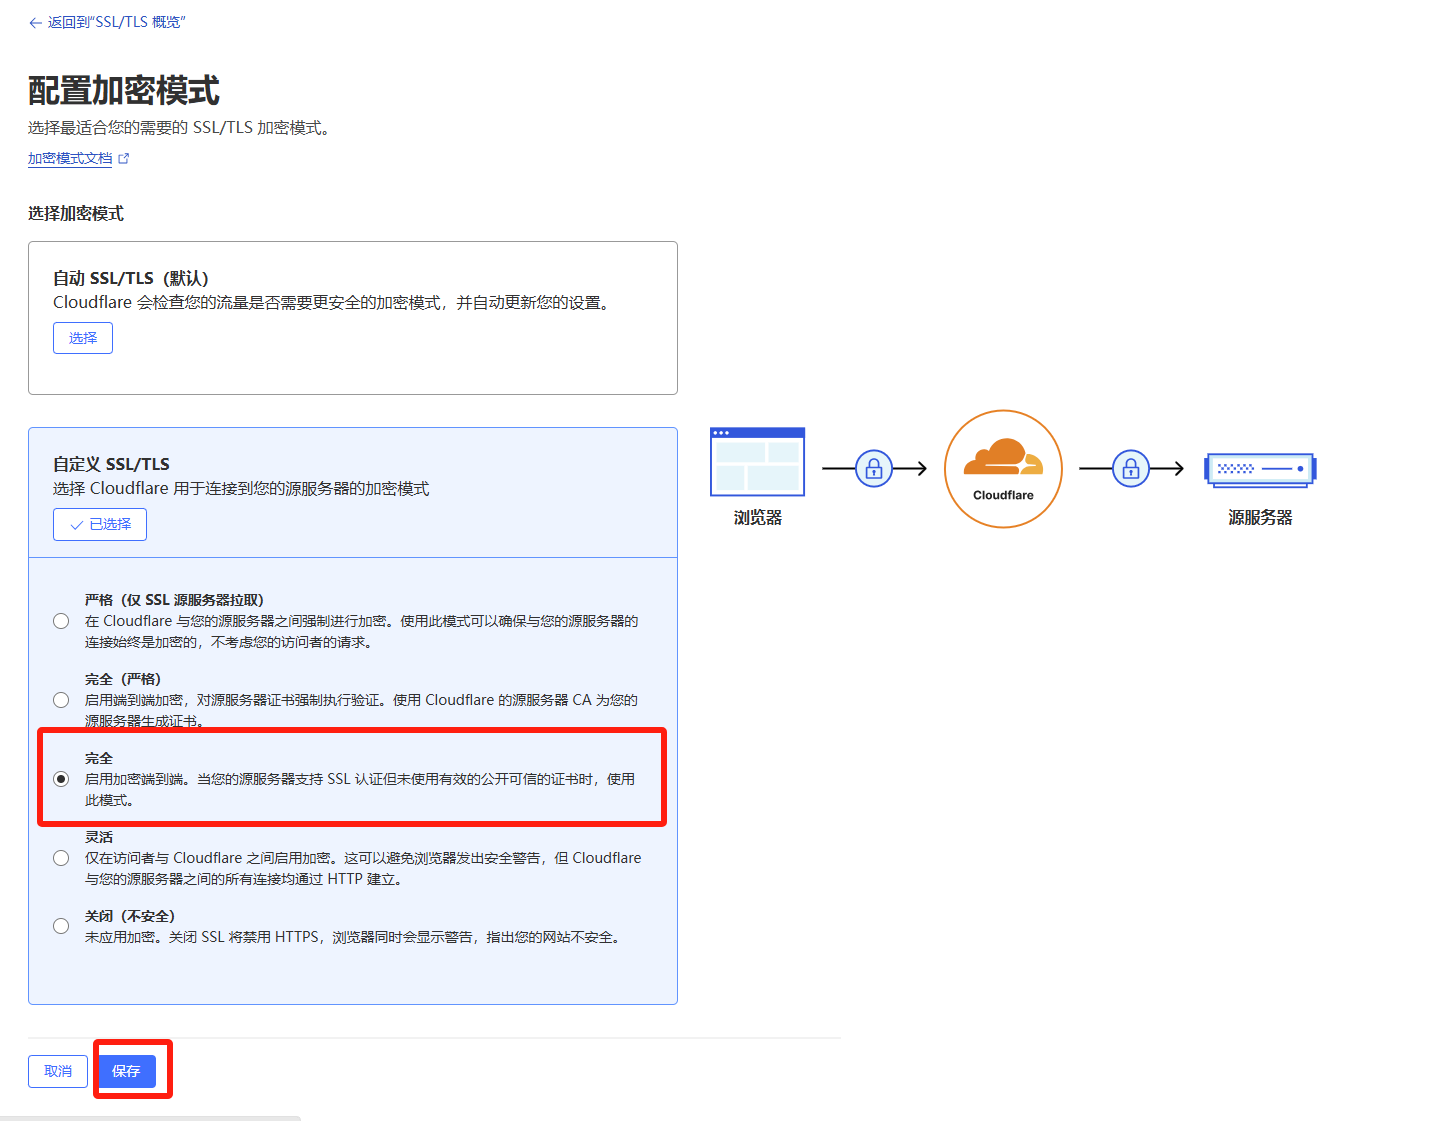 ← 返回到“SSL/TLS 概览”
配置加密模式
选择最适合您的需要的 SSL/TLS 加密模式。
加密模式文档
选择加密模式
自动 SSL/TLS（默认）
Cloudflare 会检查您的流量是否需要更安全的加密模式，并自动更新您的设置。
选择
自定义 SSL/TLS
选择 Cloudflare 用于连接到您的源服务器的加密模式
已选择
严格（仅 SSL 源服务器拉取）
在 Cloudflare 与您的源服务器之间强制进行加密。使用此模式可以确保与您的源服务器的
连接始终是加密的，不考虑您的访问者的请求。
完全（严格）
启用端到端加密，对源服务器证书强制执行验证。使用 Cloudflare 的源服务器 CA 为您的
源服务器生成证书。
完全
启用加密端到端。当您的源服务器支持 SSL 认证但未使用有效的公开可信的证书时，使用
此模式。
灵活
仅在访问者与 Cloudflare 之间启用加密。这可以避免浏览器发出安全警告，但 Cloudflare
与您的源服务器之间的所有连接均通过 HTTP 建立。
关闭（不安全）
未应用加密。关闭 SSL 将禁用 HTTPS，浏览器同时会显示警告，指出您的网站不安全。
浏览器
Cloudflare
源服务器
取消
保存